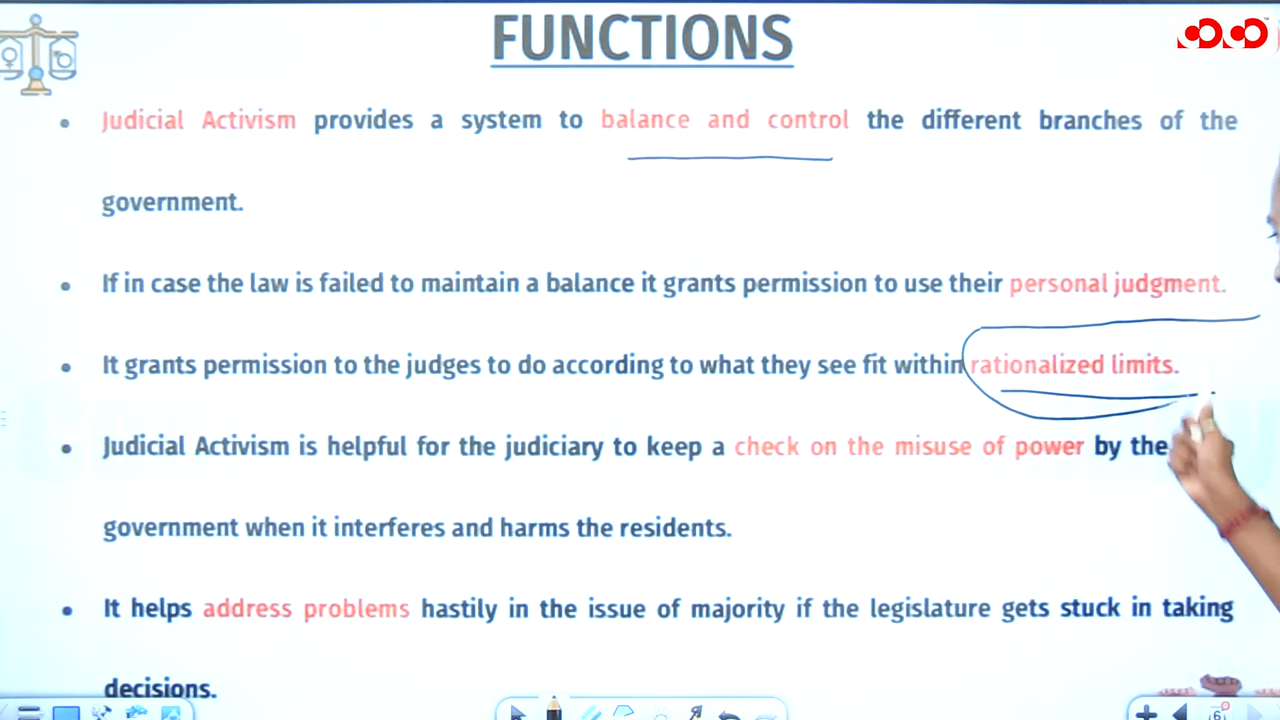 FUNCTIONS
Judicial Activism provides a system to balance and control the different branches of the
government.
If in case the law is failed to maintain a balance it grants permission to use their personal judgment.
It grants permission to the judges to do according to what they see fit within rationalized limits.
Judicial Activism is helpful for the judiciary to keep a check on the misuse of power by the
government when it interferes and harms the residents.
It helps address problems hastily in the issue of majority if the legislature gets stuck in taking
decisions.
6